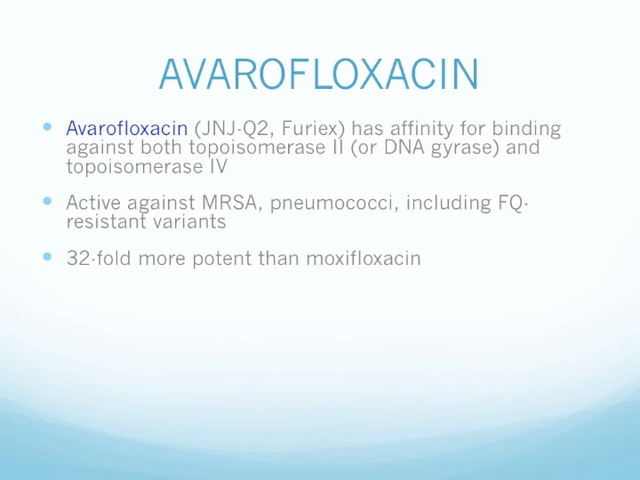 AVAROFLOXACIN
• Avarofloxacin (JNJ-Q2, Furiex) has affinity for binding
against both topoisomerase II (or DNA gyrase) and
topoisomerase IV
• Active against MRSA, pneumococci, including FQ-
resistant variants
• 32-fold more potent than moxifloxacin